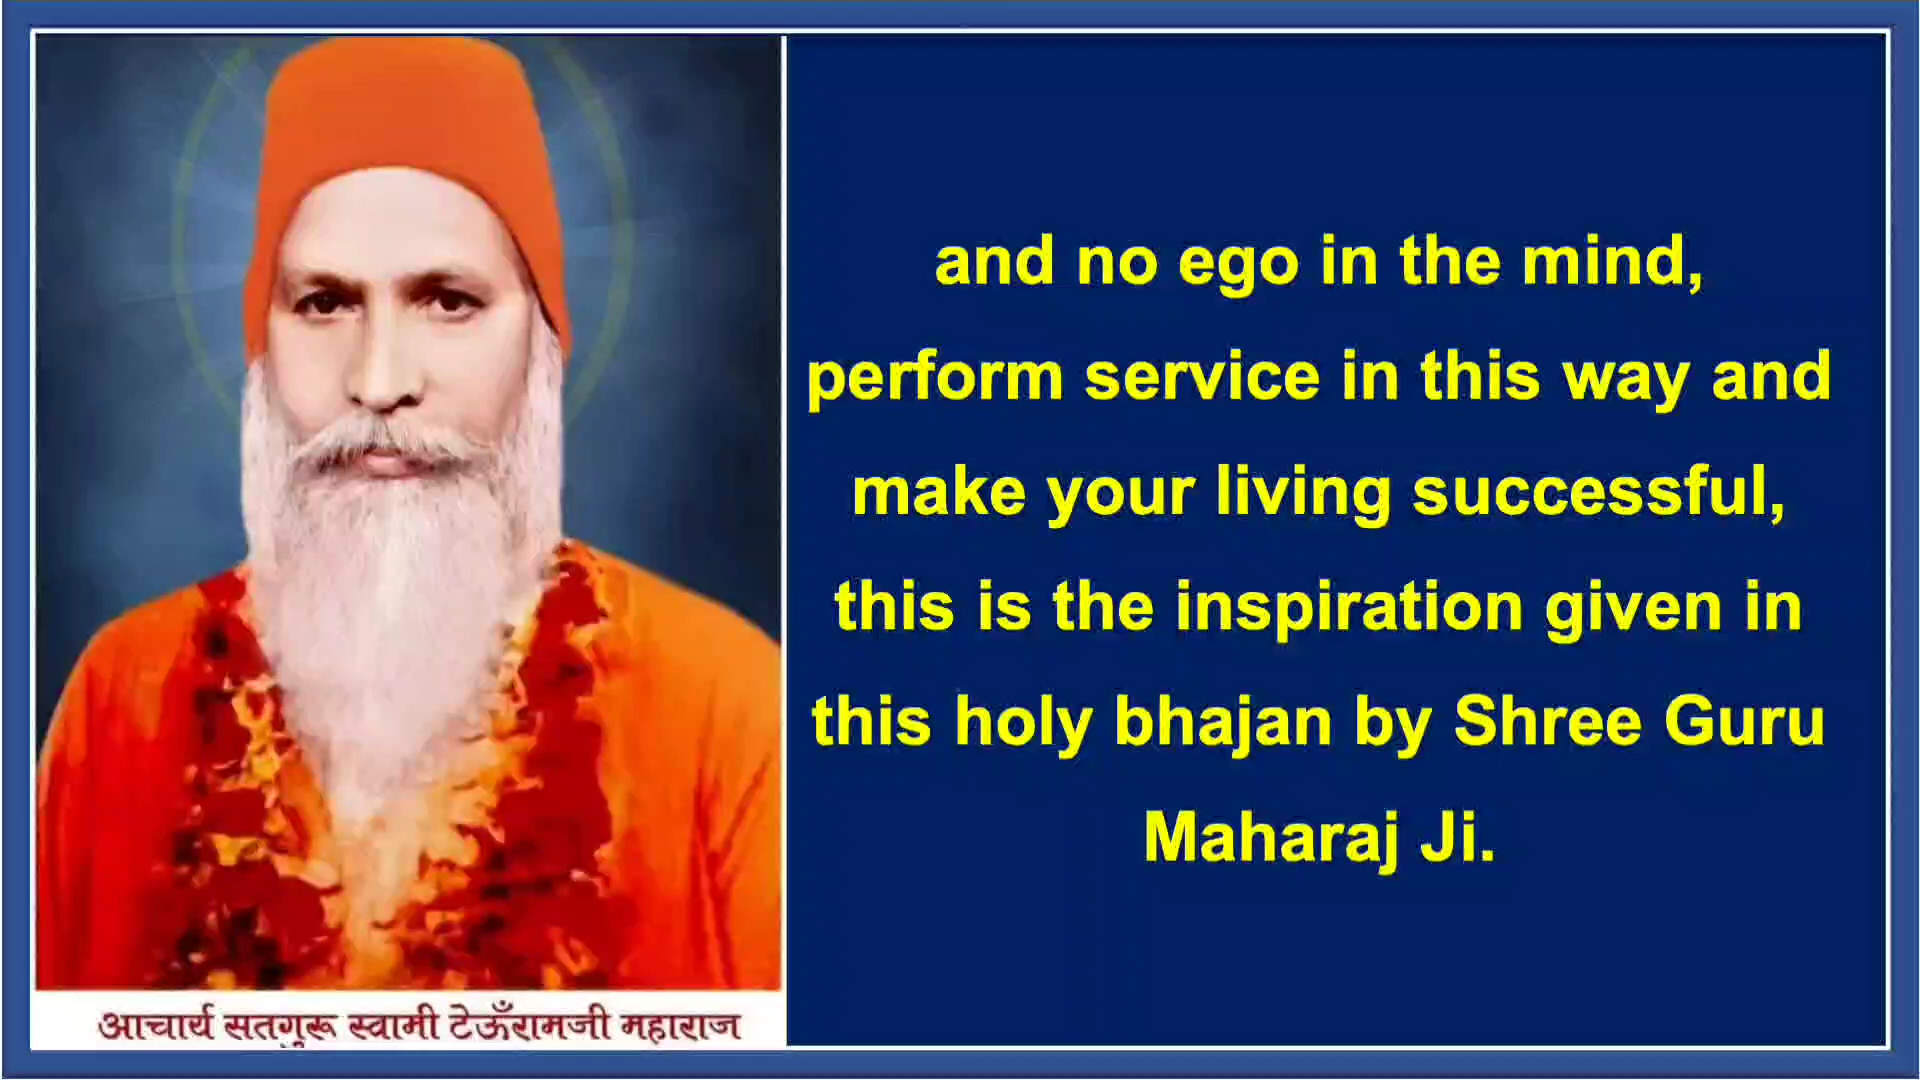 and no ego in the mind,
perform service in this way and
make your living successful,
this is the inspiration given in
this holy bhajan by Shree Guru
Maharaj Ji.
आचार्य सतगुरू स्वामी टेऊँरामजी महाराज